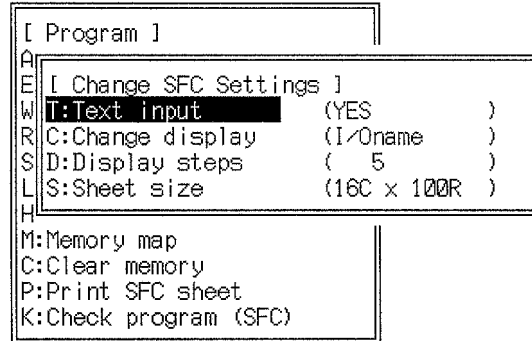 [ Program ]
A
E [ Change SFC Settings ]
W T:Text input (YES )
R C:Change display (I/Oname )
S D:Display steps ( 5 )
L S:Sheet size (16C x 100R )
H
M:Memory map
C:Clear memory
P:Print SFC sheet
K:Check program (SFC)